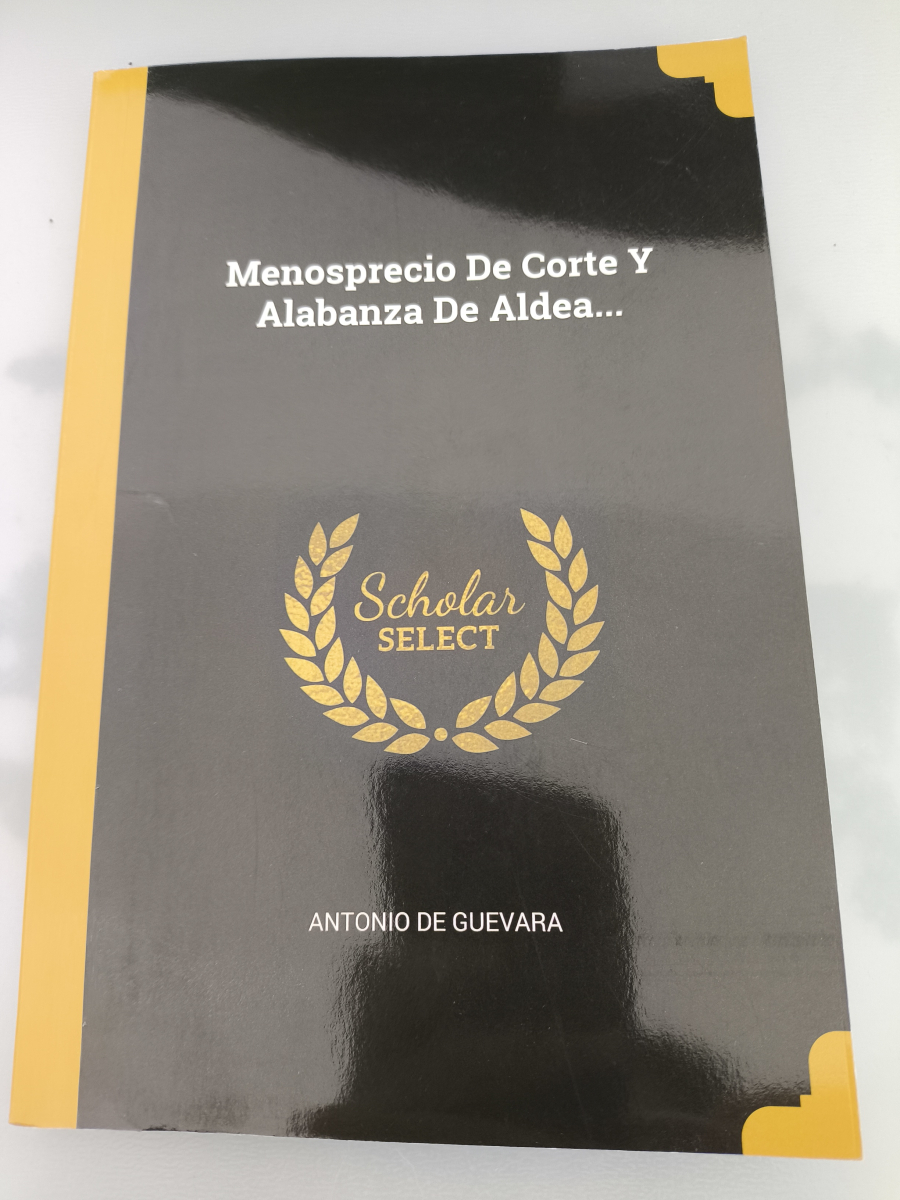 Menosprecio De Corte Y
Alabanza De Aldea...
Scholar
SELECT
ANTONIO DE GUEVARA